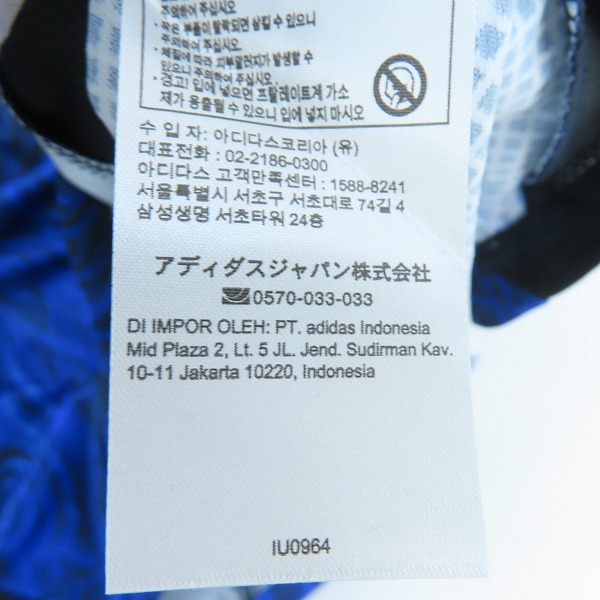 주의하여 주십시오
• 작은 부품이 탈락되면 삼킬 수 있으니
주의하여 주십시오
• 체질에 따라 피부발진가 발생할 수
있으니 주의하여 주십시오
• 경고! 입에 넣으면 프탈레이트계 가소
제가 용출될 수 있으니 입에 넣지 마시오
수 입 자: 아디다스코리아 (유)
대표전화 : 02-2186-0300
아디다스 고객만족센터 : 1588-8241
서울특별시 서초구 서초대로 74길 4
삼성생명 서초타워 24층
アディダスジャパン株式会社
0570-033-033
DI IMPOR OLEH: PT. adidas Indonesia
Mid Plaza 2, Lt. 5 JL. Jend. Sudirman Kav.
10-11 Jakarta 10220, Indonesia
IU0964